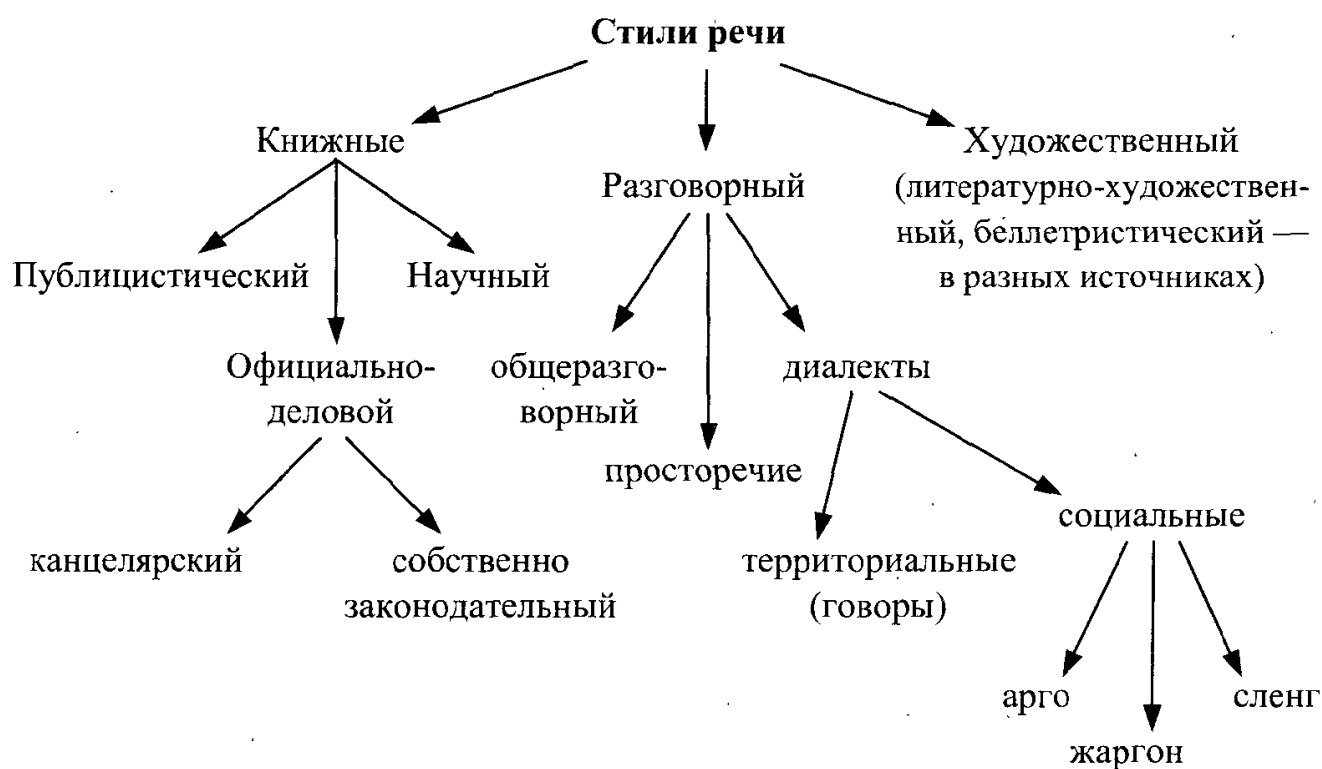 Стили речи
Книжные
Разговорный
Художественный
(литературно-художествен-
ный, беллетристический —
в разных источниках)
Публицистический
Научный
Официально-
деловой
общеразго-
ворный
просторечие
диалекты
канцелярский
собственно
законодательный
территориальные
(говоры)
социальные
арго
жаргон
сленг